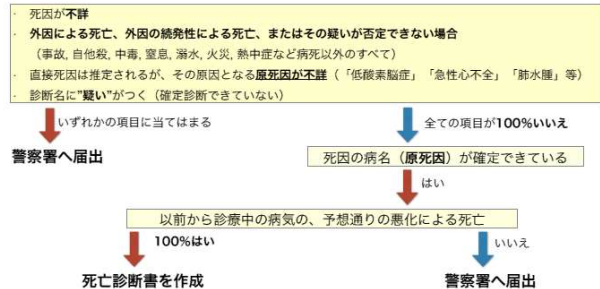 ・ 死因が不詳
・ 外因による死亡、外因の続発性による死亡、またはその疑いが否定できない場合
（事故, 自他殺, 中毒, 窒息, 溺水, 火災, 熱中症など病死以外のすべて）
・ 直接死因は推定されるが、その原因となる原死因が不詳（「低酸素脳症」「急性心不全」「肺水腫」等）
・ 診断名に”疑い”がつく（確定診断できていない）
いずれかの項目に当てはまる
全ての項目が100%いいえ
警察署へ届出
死因の病名（原死因）が確定できている
はい
以前から診療中の病気の、予想通りの悪化による死亡
100%はい
いいえ
死亡診断書を作成
警察署へ届出